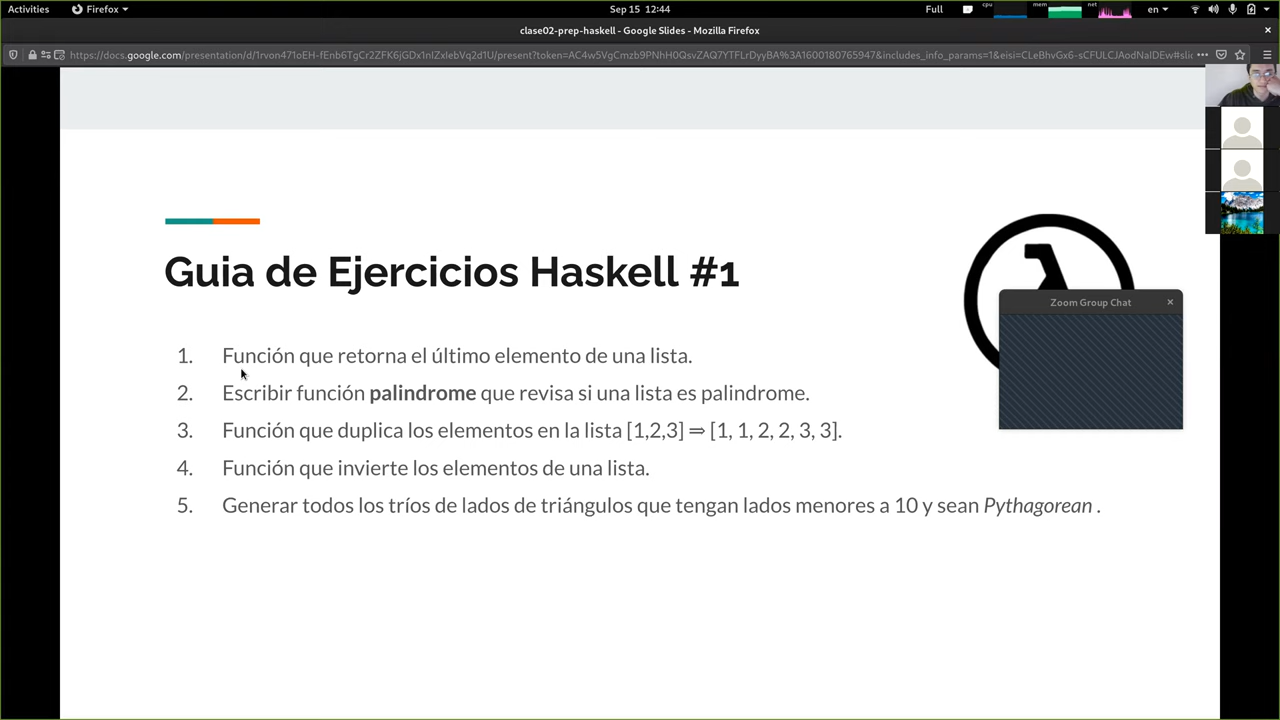 Activities
Firefox
Sep 15 12:44
Full
cpu
mem
net
en
clase02-prep-haskell - Google Slides - Mozilla Firefox
Guia de Ejercicios Haskell #1
Zoom Group Chat
1. Función que retorna el último elemento de una lista.
2. Escribir función palindrome que revisa si una lista es palindrome.
3. Función que duplica los elementos en la lista [1,2,3] ⇒ [1, 1, 2, 2, 3, 3].
4. Función que invierte los elementos de una lista.
5. Generar todos los tríos de lados de triángulos que tengan lados menores a 10 y sean Pythagorean .